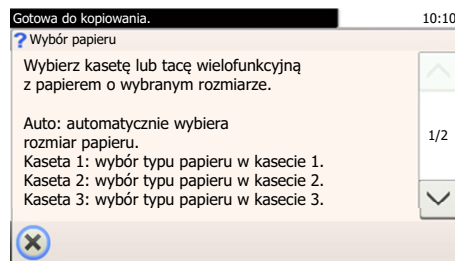 Gotowa do kopiowania. 10:10
? Wybór papieru
Wybierz kasetę lub tacę wielofunkcyjną
z papierem o wybranym rozmiarze.
Auto: automatycznie wybiera
rozmiar papieru.
1/2
Kaseta 1: wybór typu papieru w kasecie 1.
Kaseta 2: wybór typu papieru w kasecie 2.
Kaseta 3: wybór typu papieru w kasecie 3.